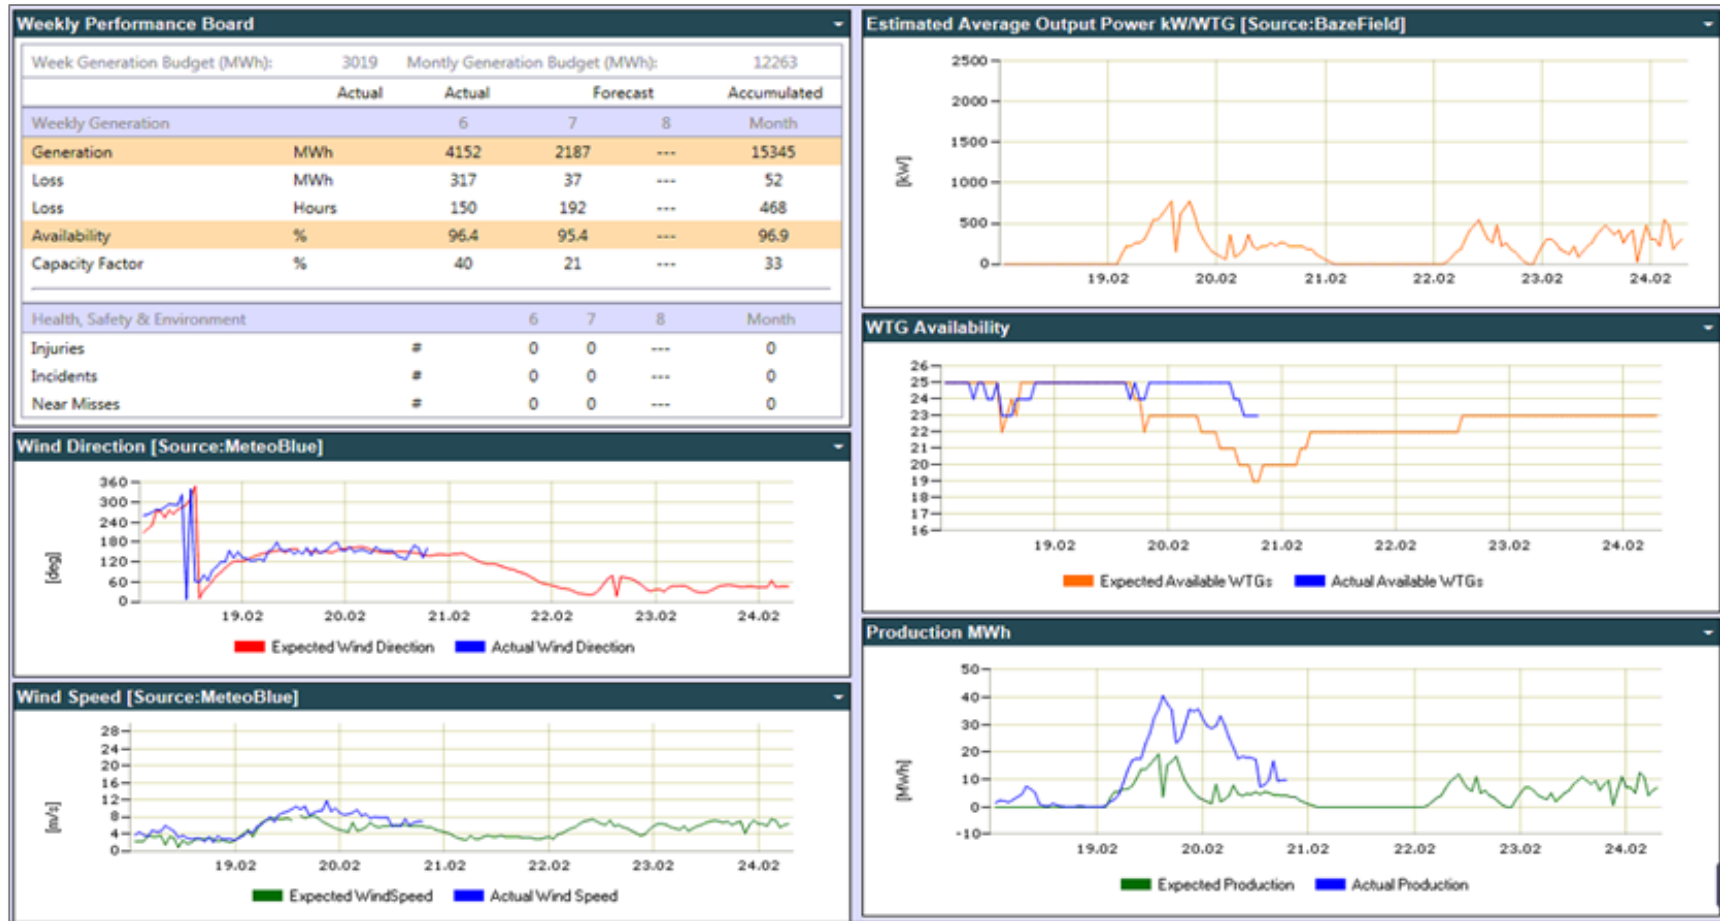 Weekly Performance Board
Week Generation Budget (MWh): 3019 Montly Generation Budget (MWh): 12263
Actual Actual Forecast Accumulated
Weekly Generation 6 7 8 Month
Generation MWh 4152 2187 --- 15345
Loss MWh 317 37 --- 52
Loss Hours 150 192 --- 468
Availability % 96.4 95.4 --- 96.9
Capacity Factor % 40 21 --- 33
Health, Safety & Environment 6 7 8 Month
Injuries # 0 0 --- 0
Incidents # 0 0 --- 0
Near Misses # 0 0 --- 0
Wind Direction [Source:MeteoBlue]
360
300
240
180
120
60
0
[deg]
19.02 20.02 21.02 22.02 23.02 24.02
Expected Wind Direction Actual Wind Direction
Wind Speed [Source:MeteoBlue]
28
24
20
16
12
8
4
0
[m/s]
19.02 20.02 21.02 22.02 23.02 24.02
Expected WindSpeed Actual Wind Speed
Estimated Average Output Power kW/WTG [Source:BazeField]
2500
2000
1500
1000
500
0
[kW]
19.02 20.02 21.02 22.02 23.02 24.02
WTG Availability
26
25
24
23
22
21
20
19
18
17
16
19.02 20.02 21.02 22.02 23.02 24.02
Expected Available WTGs Actual Available WTGs
Production MWh
50
40
30
20
10
0
-10
[MWh]
19.02 20.02 21.02 22.02 23.02 24.02
Expected Production Actual Production